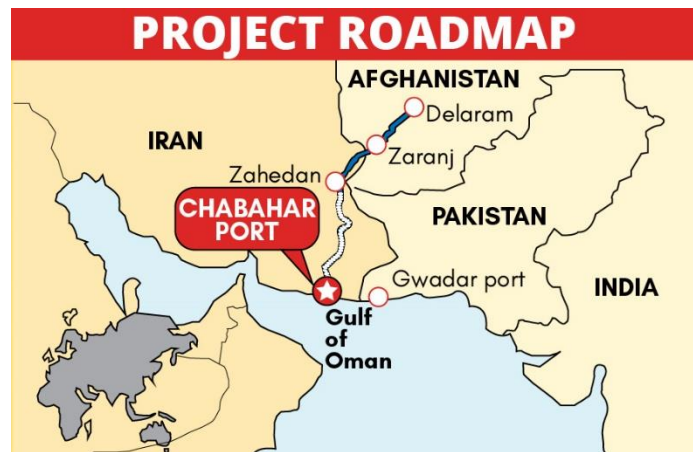 PROJECT ROADMAP
AFGHANISTAN
Delaram
IRAN
Zaranj
Zahedan
CHABAHAR
PORT
PAKISTAN
Gwadar port
INDIA
Gulf
of
Oman